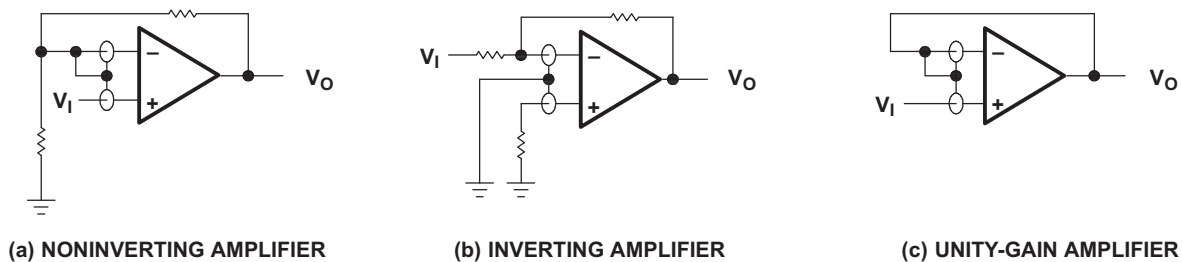 − + V_I V_O
(a) NONINVERTING AMPLIFIER
V_I − + V_O
(b) INVERTING AMPLIFIER
− + V_I V_O
(c) UNITY-GAIN AMPLIFIER